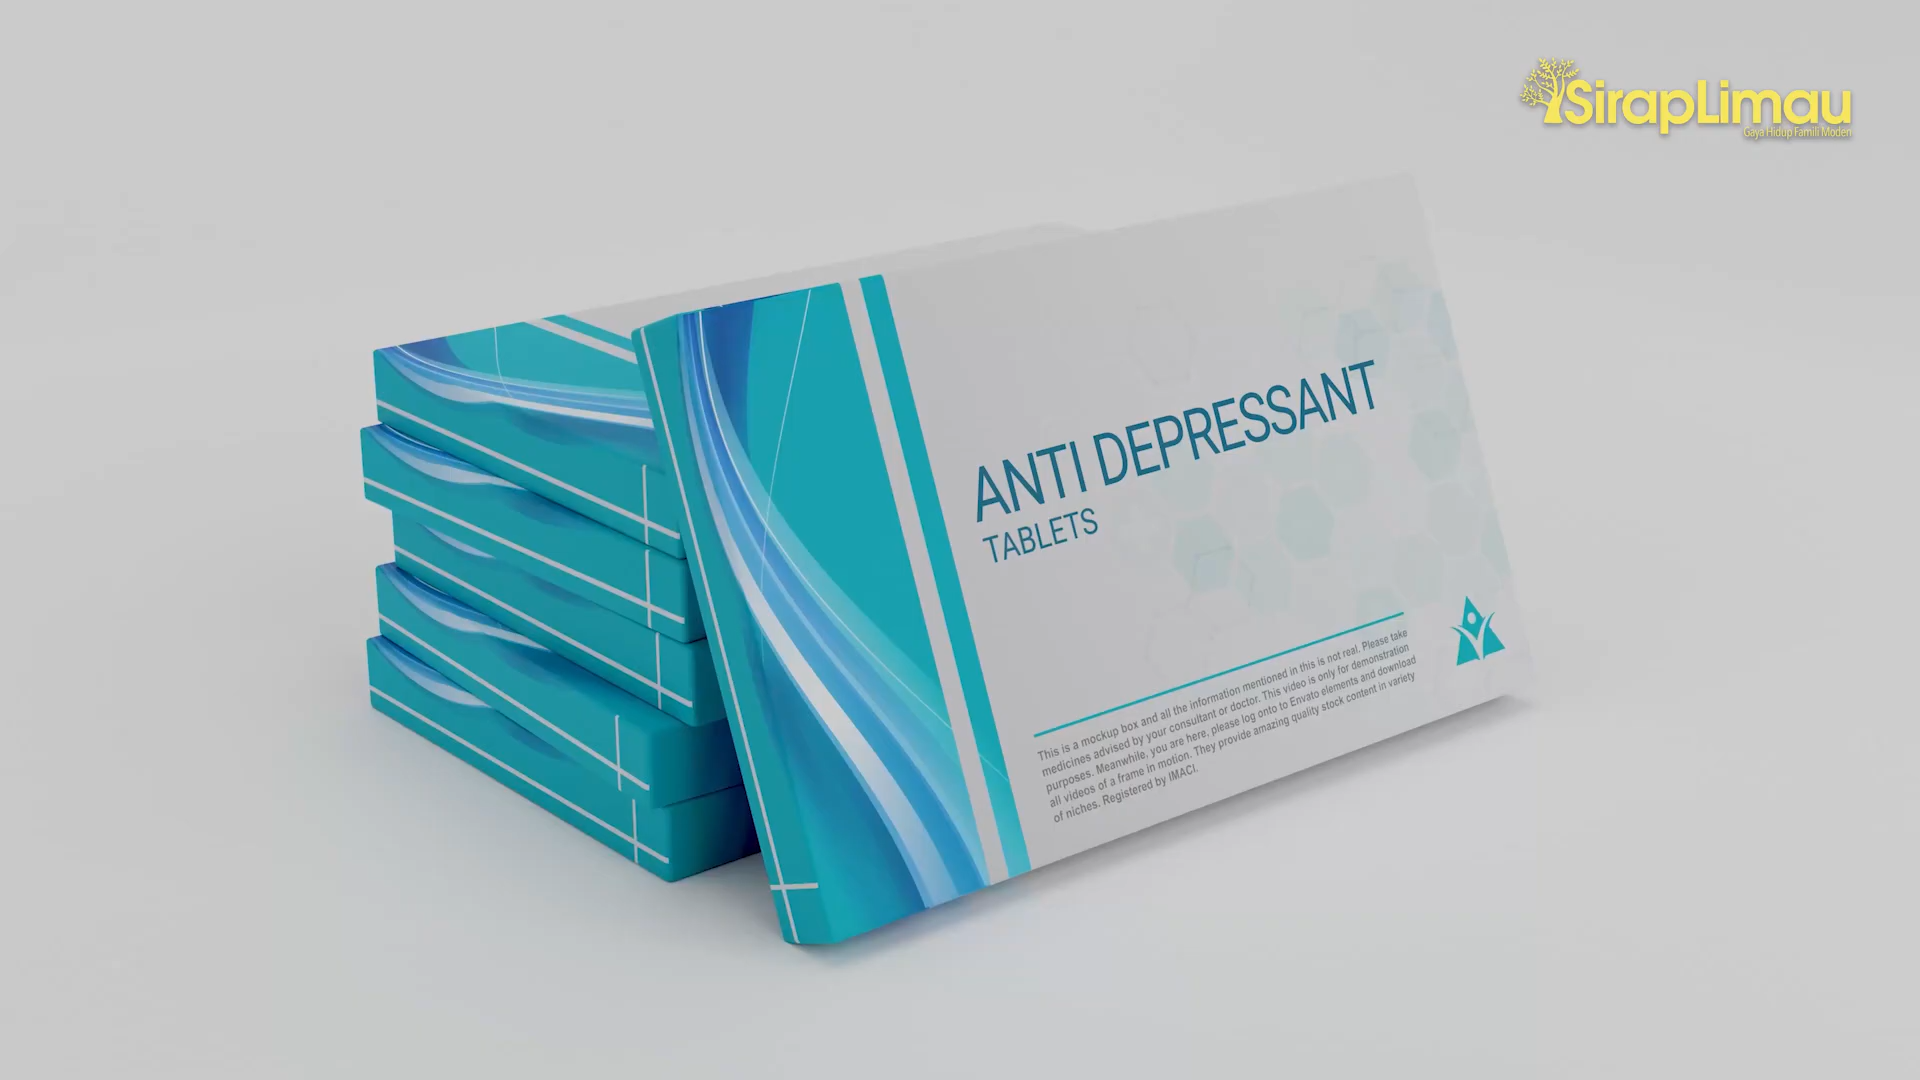 SirapLimau
Gaya Hidup Famili Moden
ANTI DEPRESSANT
TABLETS
This is a mockup box and all the information mentioned in this is not real. Please take
medicines advised by your consultant or doctor. This video is only for demonstration
purposes. Meanwhile, you are here, please log onto to Envato elements and download
all videos of a frame in motion. They provide amazing quality stock content in variety
of niches. Registered by IMACI.